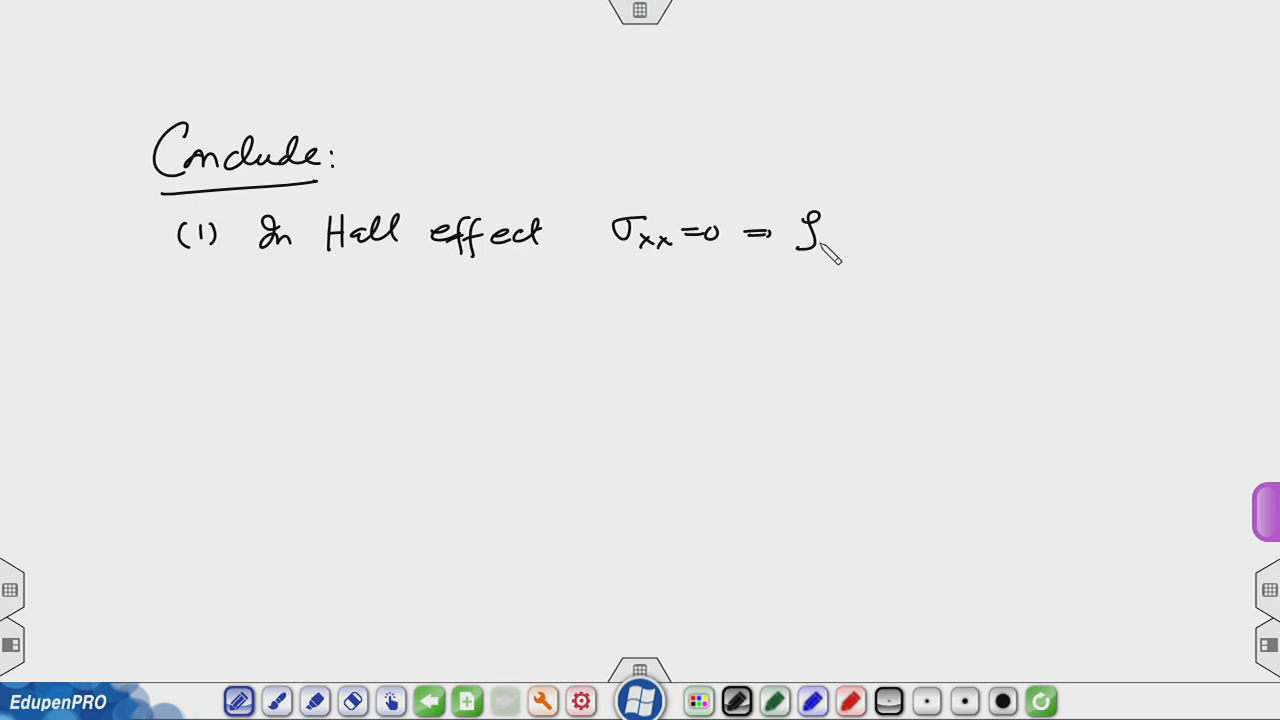 Conclude:
(1) In Hall effect σxx=0 ⇒ ρ
EdupenPRO